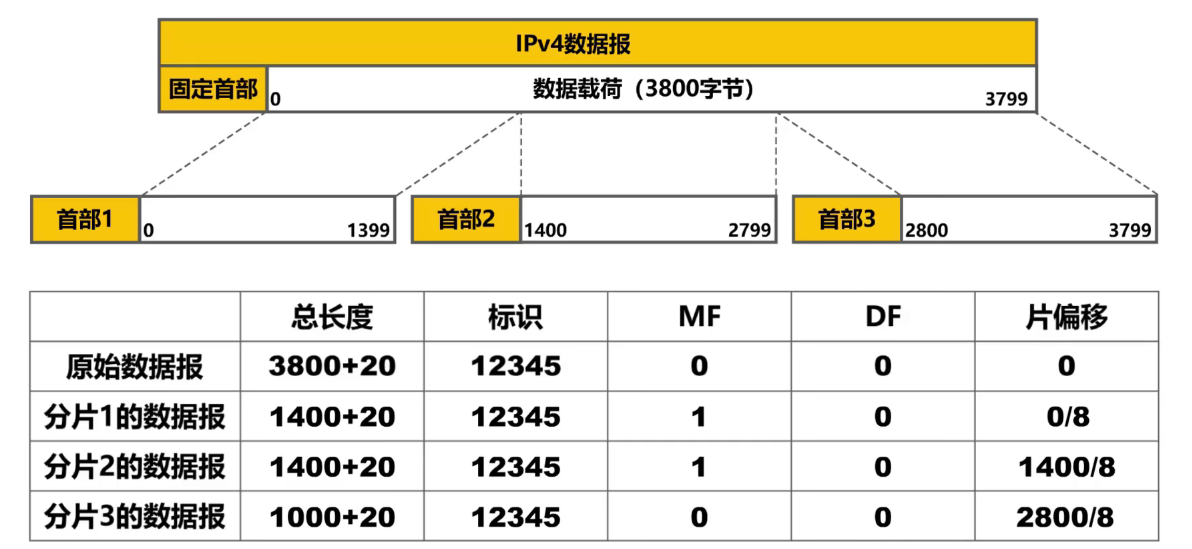 IPv4数据报
固定首部 0 数据载荷（3800字节） 3799
首部1 0 1399 首部2 1400 2799 首部3 2800 3799
总长度 标识 MF DF 片偏移
原始数据报 3800+20 12345 0 0 0
分片1的数据报 1400+20 12345 1 0 0/8
分片2的数据报 1400+20 12345 1 0 1400/8
分片3的数据报 1000+20 12345 0 0 2800/8